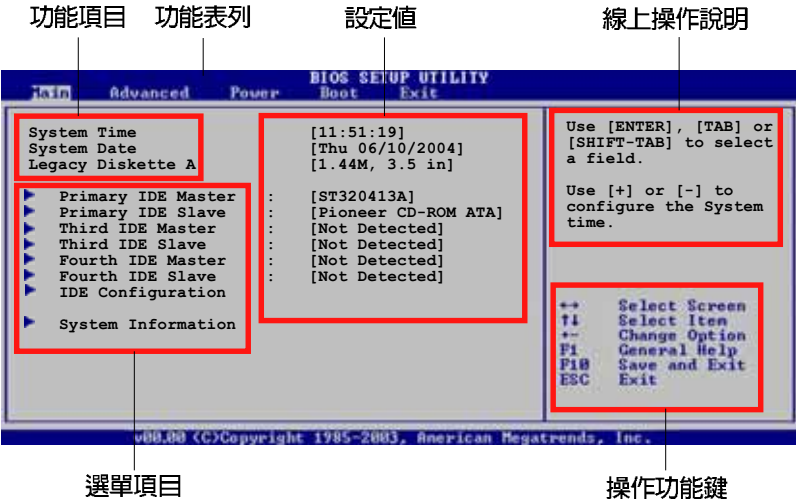 功能項目 功能表列 設定值 線上操作說明
BIOS SETUP UTILITY
Main Advanced Power Boot Exit
System Time [11:51:19]
System Date [Thu 06/10/2004]
Legacy Diskette A [1.44M, 3.5 in]
Primary IDE Master : [ST320413A]
Primary IDE Slave : [Pioneer CD-ROM ATA]
Third IDE Master : [Not Detected]
Third IDE Slave : [Not Detected]
Fourth IDE Master : [Not Detected]
Fourth IDE Slave : [Not Detected]
IDE Configuration
System Information
Use [ENTER], [TAB] or
[SHIFT-TAB] to select
a field.
Use [+] or [-] to
configure the System
time.
↔ Select Screen
↑↓ Select Item
+- Change Option
F1 General Help
F10 Save and Exit
ESC Exit
v00.00 (C)Copyright 1985-2003, American Megatrends, Inc.
選單項目 操作功能鍵